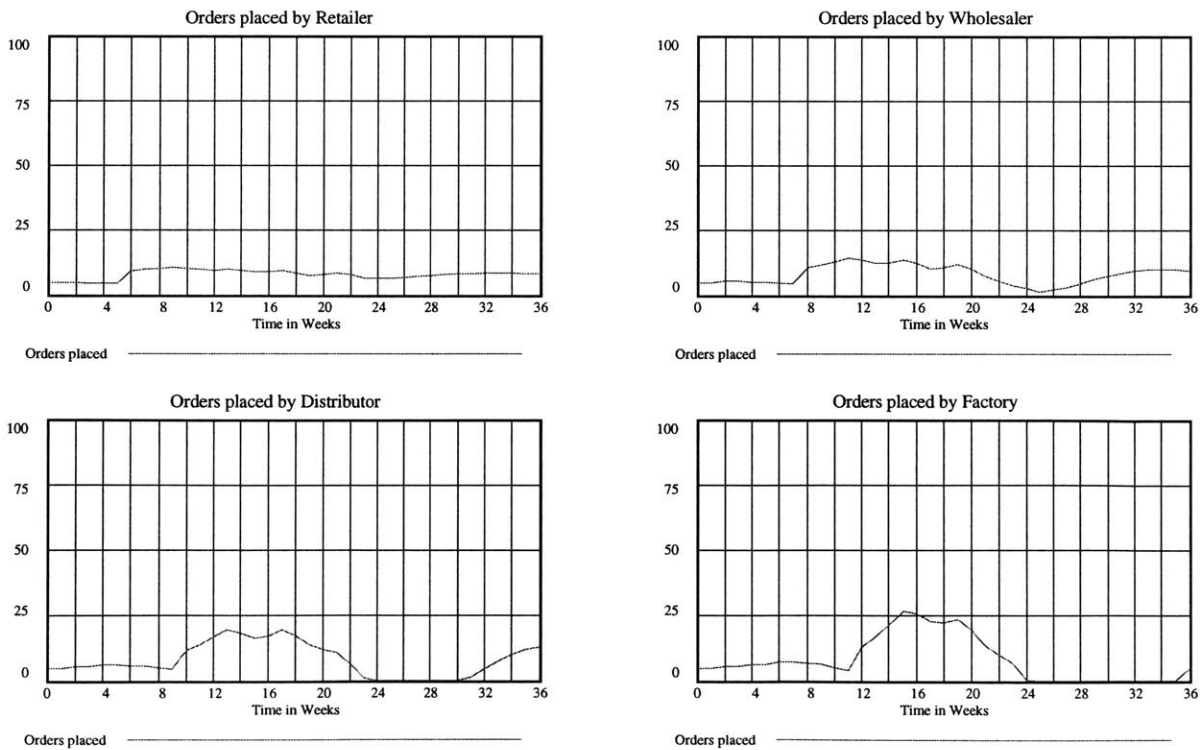 Orders placed by Retailer
100
75
50
25
0
0 4 8 12 16 20 24 28 32 36
Time in Weeks
Orders placed
Orders placed by Wholesaler
100
75
50
25
0
0 4 8 12 16 20 24 28 32 36
Time in Weeks
Orders placed
Orders placed by Distributor
100
75
50
25
0
0 4 8 12 16 20 24 28 32 36
Time in Weeks
Orders placed
Orders placed by Factory
100
75
50
25
0
0 4 8 12 16 20 24 28 32 36
Time in Weeks
Orders placed